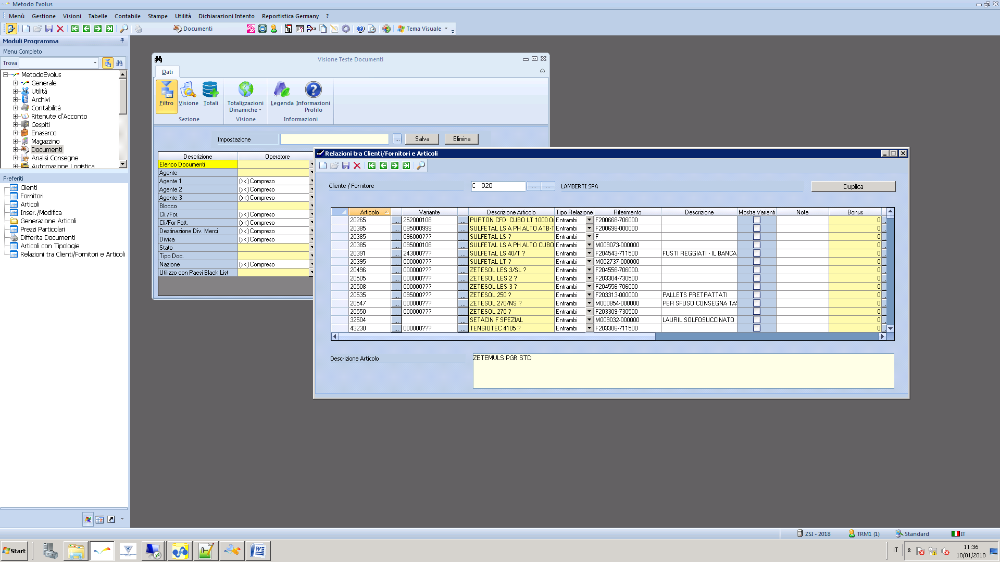 Metodo Evolus
Menù Gestione Visioni Tabelle Contabile Stampe Utilità Dichiarazioni Intento Reportistica Germany ?
Documenti Tema Visuale
Moduli Programma
Menu Completo
Trova
MetodoEvolus
Generale
Utilità
Archivi
Contabilità
Ritenute d'Acconto
Cespiti
Enasarco
Magazzino
Documenti
Analisi Consegne
Automazione Logistica
Preferiti
Clienti
Fornitori
Articoli
Inser./Modifica
Generazione Articoli
Prezzi Particolari
Differita Documenti
Articoli con Tipologie
Relazioni tra Clienti/Fornitori e Articoli
Visione Teste Documenti
Dati
Filtro Visione Totali Totalizzazioni Dinamiche Legenda Informazioni Profilo
Sezione Visione Informazioni
Impostazione ... Salva Elimina
Descrizione Operatore
Elenco Documenti
Agente
Agente 1 (><) Compreso
Agente 2 (><) Compreso
Agente 3 (><) Compreso
Blocco
Cli./For. (><) Compreso
Cli/For Fatt. (><) Compreso
Destinazione Div. Merci (><) Compreso
Divisa (><) Compreso
Stato
Tipo Doc.
Nazione (><) Compreso
Utilizzo con Paesi Black List
Relazioni tra Clienti/Fornitori e Articoli
Cliente / Fornitore C 920 ... ... LAMBERTI SPA Duplica
Articolo Variante Descrizione Articolo Tipo Relazione Riferimento Descrizione Mostra Varianti Note Bonus
20265 ... 252000108 ... PURTON CFD CUBO LT 1000 O Entrambi F200668-706000 0
20385 ... 095000999 ... SULFETAL LS A PH ALTO ATB-T Entrambi F200698-000000 0
20385 ... 096000??? ... SULFETAL LS ? Entrambi F 0
20385 ... 095000106 ... SULFETAL LS A PH ALTO CUBO Entrambi M009073-000000 0
20391 ... 243000??? ... SULFETAL LS 40/T ? Entrambi F204543-711500 FUSTI REGGIATI - IL BANCA 0
20395 ... 000000??? ... SULFETAL LT ? Entrambi M002737-000000 0
20496 ... 000000??? ... ZETESOL LES 3/SL ? Entrambi F204556-706000. 0
20505 ... 000000??? ... ZETESOL LES 2 ? Entrambi F203304-730500 0
20508 ... 000000??? ... ZETESOL LES 3 ? Entrambi F204556-706000 0
20535 ... 095000??? ... ZETESOL 250 ? Entrambi F203313-000000 PALLETS PRETRATTATI 0
20547 ... 000000??? ... ZETESOL 270/NS ? Entrambi M000854-000000 PER SFUSO CONSEGNA TAS 0
20550 ... 000000??? ... ZETESOL 270 ? Entrambi F203309-730500 0
32504 ... ... SETACIN F SPEZIAL Entrambi M009032-000000 LAURIL SOLFOSUCCINATO 0
43230 ... 000000??? ... TENSIOTEC 4105 ? Entrambi F203306-711500 0
Descrizione Articolo ZETEMULS PGR STD
ZSI - 2018 TRM1 (1) Standard IT
Start IT 11:36
10/01/2018